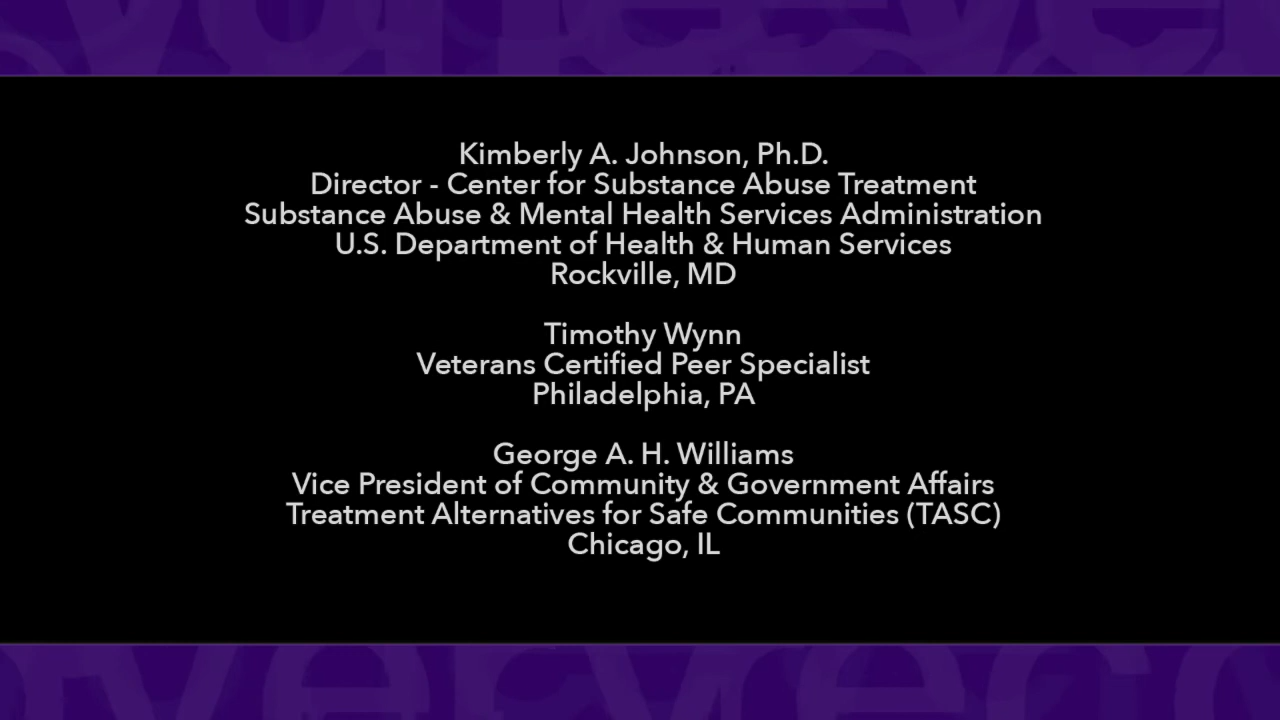 Kimberly A. Johnson, Ph.D.
Director - Center for Substance Abuse Treatment
Substance Abuse & Mental Health Services Administration
U.S. Department of Health & Human Services
Rockville, MD
Timothy Wynn
Veterans Certified Peer Specialist
Philadelphia, PA
George A. H. Williams
Vice President of Community & Government Affairs
Treatment Alternatives for Safe Communities (TASC)
Chicago, IL